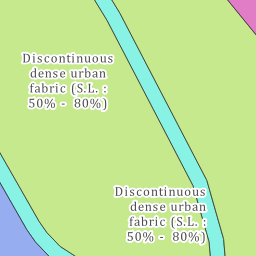 Discontinuous
dense urban
fabric (S.L. :
50% -  80%)
Discontinuous
dense urban
fabric (S.L. :
50% -  80%)